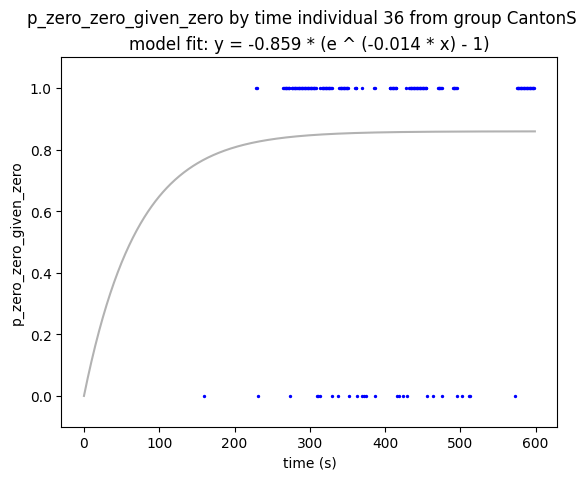 p_zero_zero_given_zero by time individual 36 from group CantonS
model fit: y = -0.859 * (e ^ (-0.014 * x) - 1)
1.0
0.8
0.6
0.4
0.2
0.0
p_zero_zero_given_zero
0 100 200 300 400 500 600
time (s)